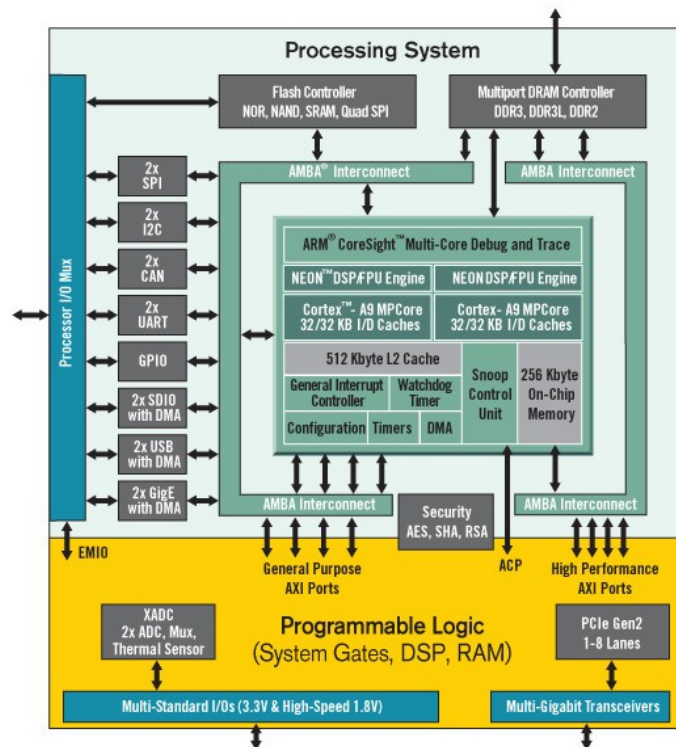 Processing System
Flash Controller
NOR, NAND, SRAM, Quad SPI
Multiport DRAM Controller
DDR3, DDR3L, DDR2
Processor I/O Mux
2x
SPI
2x
I2C
2x
CAN
2x
UART
GPIO
2x SDIO
with DMA
2x USB
with DMA
2x GigE
with DMA
AMBA® Interconnect
AMBA Interconnect
ARM® CoreSight™ Multi-Core Debug and Trace
NEON™ DSP/FPU Engine
NEON DSP/FPU Engine
Cortex™- A9 MPCore
32/32 KB I/D Caches
Cortex- A9 MPCore
32/32 KB I/D Caches
512 Kbyte L2 Cache
General Interrupt
Controller
Watchdog
Timer
Configuration
Timers
DMA
Snoop
Control
Unit
256 Kbyte
On-Chip
Memory
AMBA Interconnect
AMBA Interconnect
Security
AES, SHA, RSA
EMIO
General Purpose
AXI Ports
ACP
High Performance
AXI Ports
XADC
2x ADC, Mux,
Thermal Sensor
Programmable Logic
(System Gates, DSP, RAM)
PCIe Gen2
1-8 Lanes
Multi-Standard I/Os (3.3V & High-Speed 1.8V)
Multi-Gigabit Transceivers